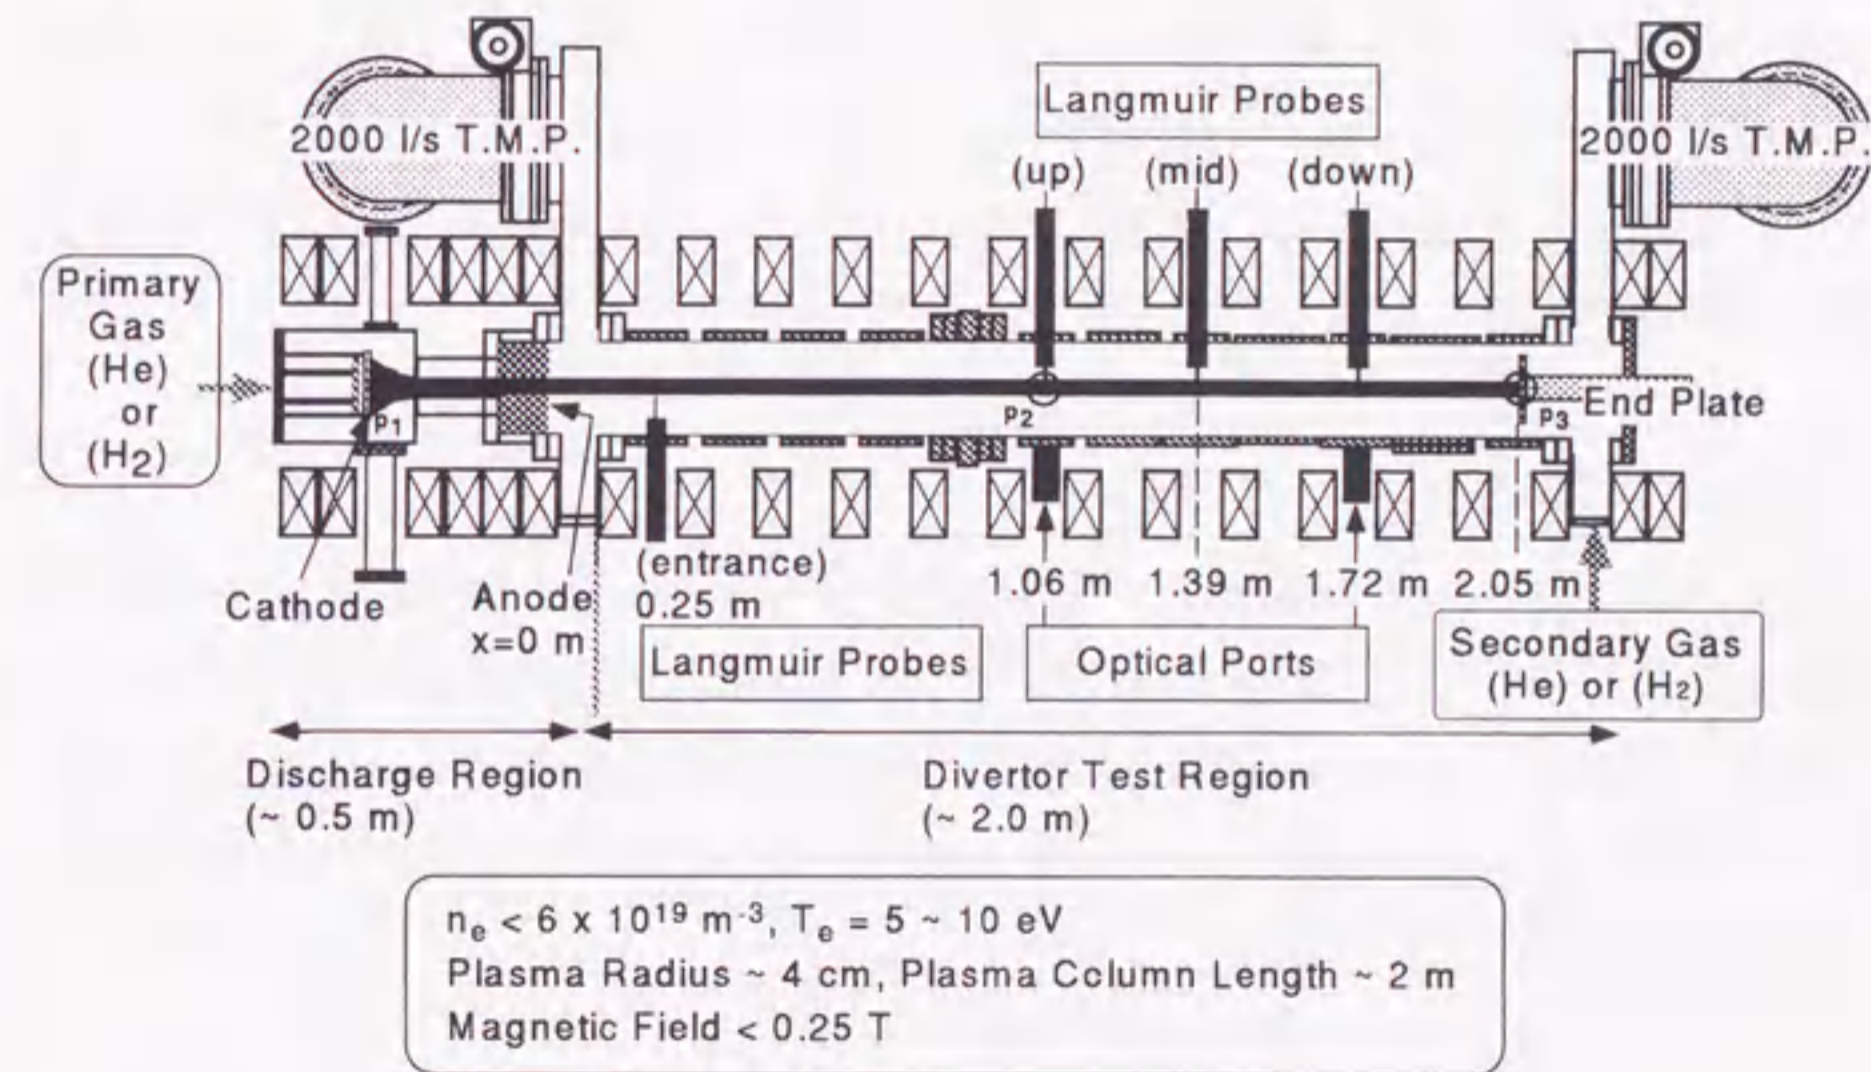 2000 l/s T.M.P.
2000 l/s T.M.P.
Langmuir Probes
(up)
(mid)
(down)
Primary
Gas
(He)
or
(H2)
p1
p2
p3
End Plate
Cathode
Anode
x=0 m
(entrance)
0.25 m
1.06 m
1.39 m
1.72 m
2.05 m
Langmuir Probes
Optical Ports
Secondary Gas
(He) or (H2)
Discharge Region
(~ 0.5 m)
Divertor Test Region
(~ 2.0 m)
ne < 6 x 10^19 m^-3, Te = 5 ~ 10 eV
Plasma Radius ~ 4 cm, Plasma Column Length ~ 2 m
Magnetic Field < 0.25 T